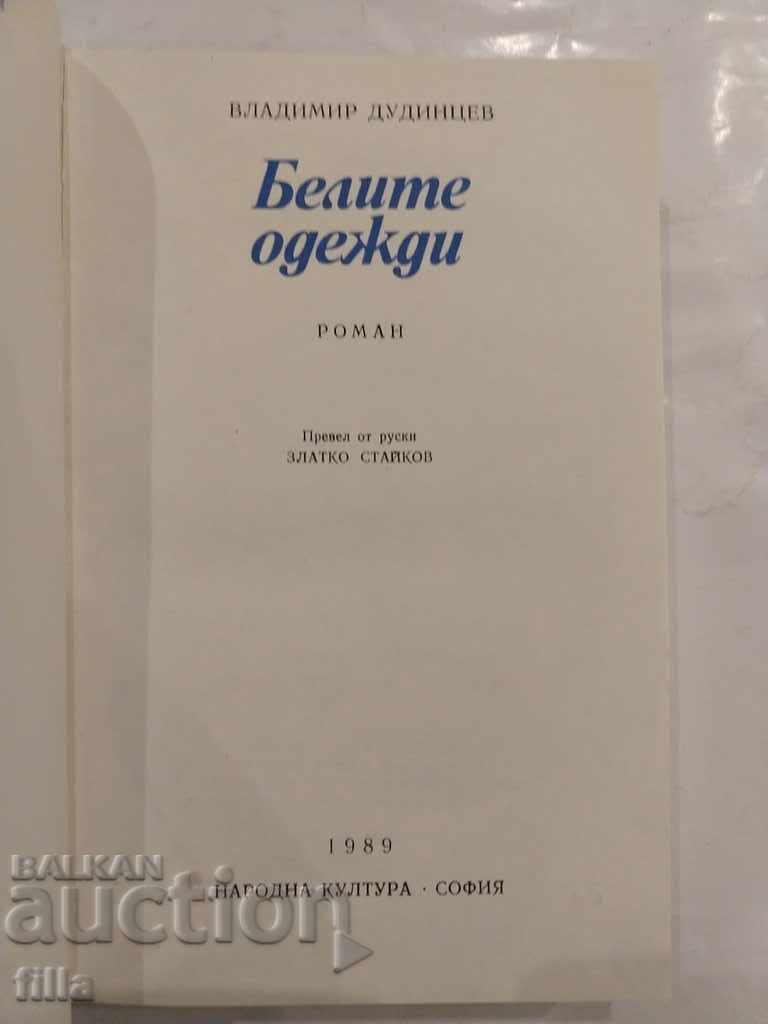 ВЛАДИМИР ДУДИНЦЕВ
Белите
одежди
РОМАН
Превел от руски
ЗЛАТКО СТАЙКОВ
1989
НАРОДНА КУЛТУРА · СОФИЯ
BALKAN
auction
filla